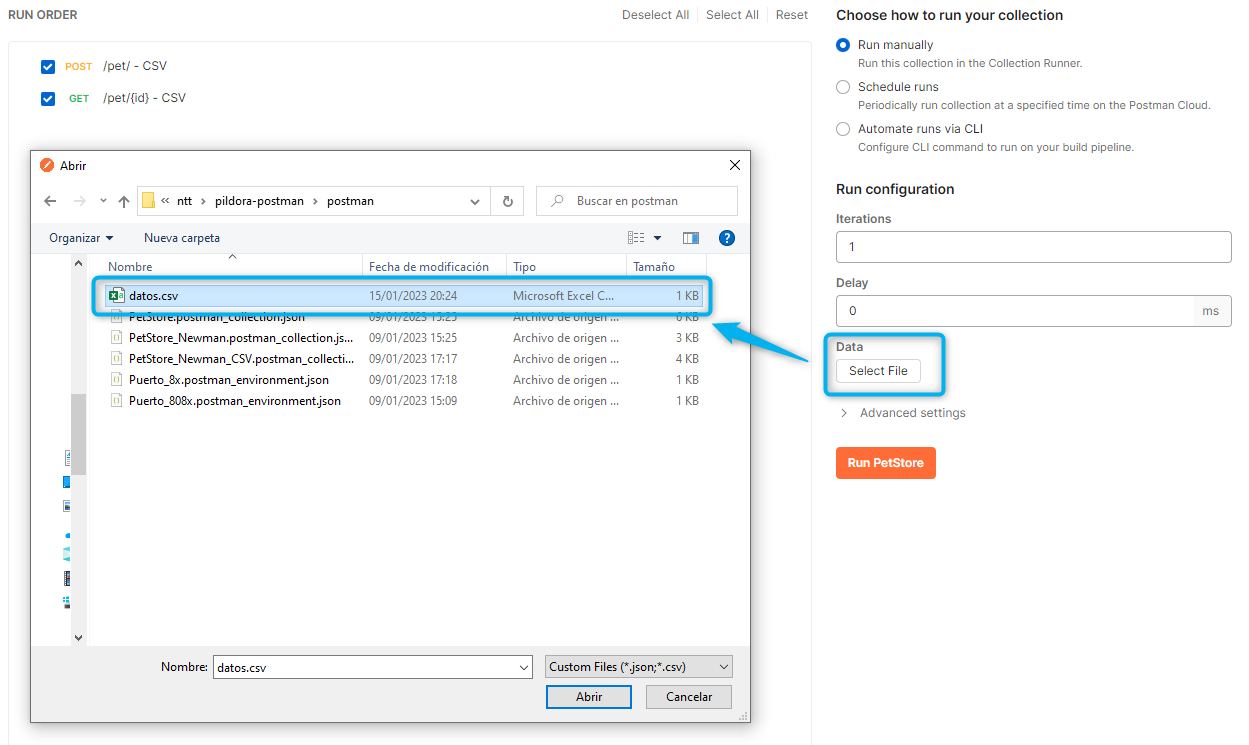 RUN ORDER
Deselect All
Select All
Reset
POST /pet/ - CSV
GET /pet/{id} - CSV
Abrir
« ntt › pildora-postman › postman
Buscar en postman
Organizar
Nueva carpeta
Nombre Fecha de modificación Tipo Tamaño
datos.csv 15/01/2023 20:24 Microsoft Excel C... 1 KB
PetStore.postman_collection.json 09/01/2023 15:25 Archivo de origen ... 6 KB
PetStore_Newman.postman_collection.js... 09/01/2023 15:25 Archivo de origen ... 3 KB
PetStore_Newman_CSV.postman_collecti... 09/01/2023 17:17 Archivo de origen ... 4 KB
Puerto_8x.postman_environment.json 09/01/2023 17:18 Archivo de origen ... 1 KB
Puerto_808x.postman_environment.json 09/01/2023 15:09 Archivo de origen ... 1 KB
Nombre: datos.csv
Custom Files (*.json;*.csv)
Abrir
Cancelar
Choose how to run your collection
Run manually
Run this collection in the Collection Runner.
Schedule runs
Periodically run collection at a specified time on the Postman Cloud.
Automate runs via CLI
Configure CLI command to run on your build pipeline.
Run configuration
Iterations
1
Delay
0 ms
Data
Select File
Advanced settings
Run PetStore